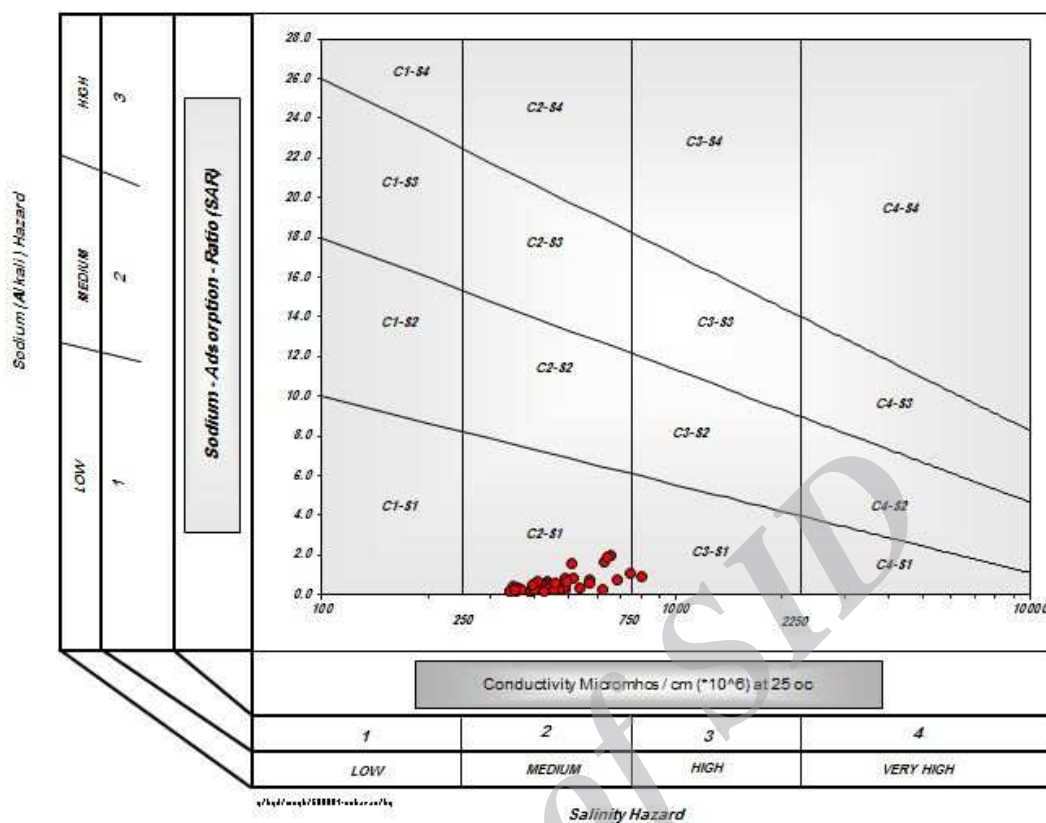 28.0
26.0
24.0
22.0
20.0
18.0
16.0
14.0
12.0
10.0
8.0
6.0
4.0
2.0
0.0
C1-S4
C2-S4
C3-S4
C4-S4
C1-S3
C2-S3
C3-S3
C4-S3
C1-S2
C2-S2
C3-S2
C4-S2
C1-S1
C2-S1
C3-S1
C4-S1
100
250
750
1000
2250
10000
Sodium (Alkali) Hazard
HIGH
MEDIUM
LOW
3
2
1
Sodium - Adsorption - Ratio (SAR)
Conductivity Micromhos / cm (*10^6) at 25 oc
1 2 3 4
LOW MEDIUM HIGH VERY HIGH
Salinity Hazard
of SID